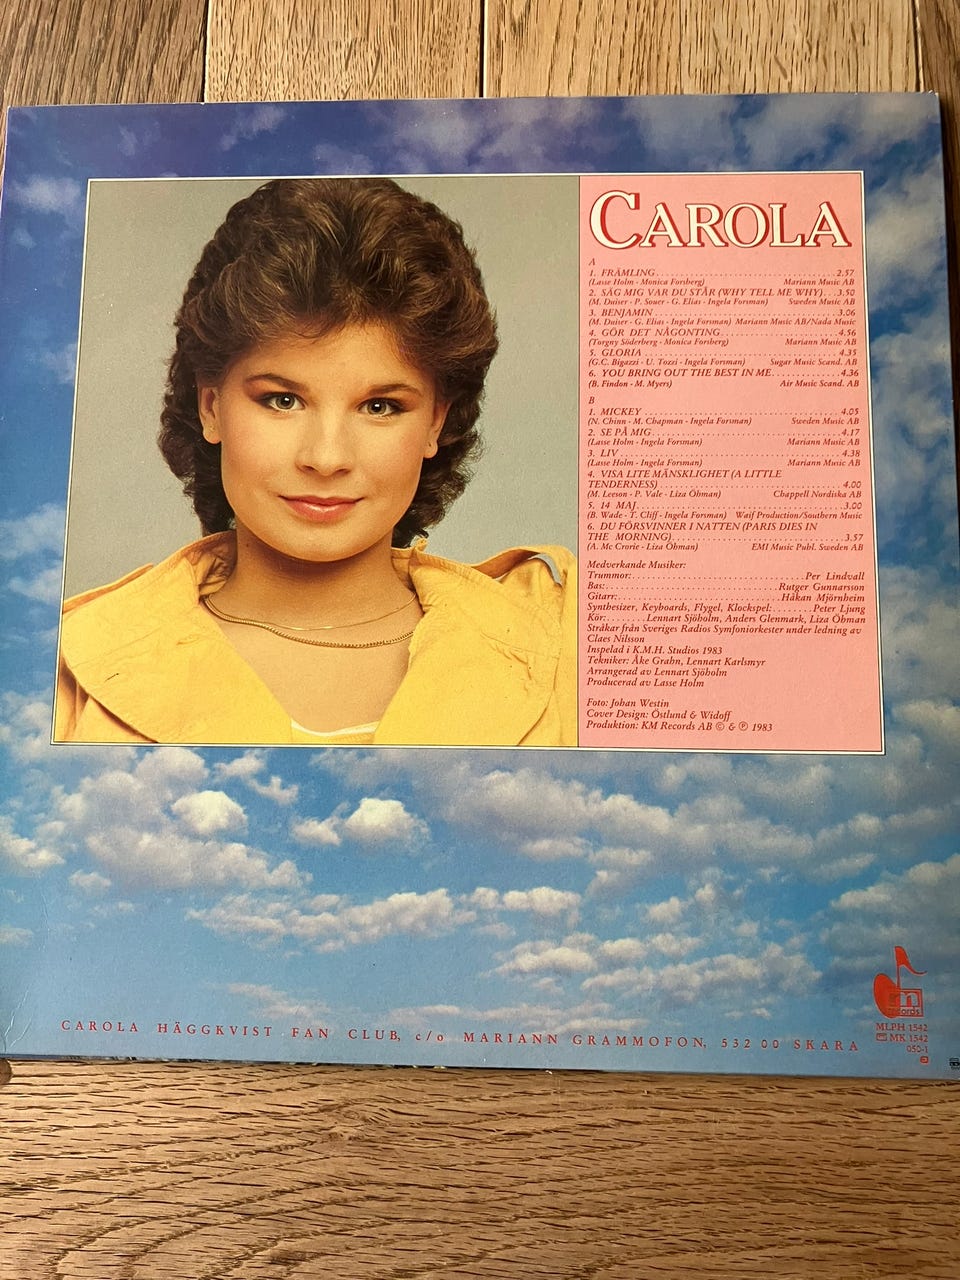 CAROLA
A
1. FRÄMLING........................................2.57
(Lasse Holm - Monica Forsberg) Mariann Music AB
2. SÄG MIG VAR DU STÅR (WHY TELL ME WHY)...3.50
(M. Duiser - P. Souer - G. Elias - Ingela Forsman) Sweden Music AB
3. BENJAMIN........................................3.06
(M. Duiser - G. Elias - Ingela Forsman) Mariann Music AB/Nada Music
4. GÖR DET NÅGONTING........................................4.56
(Torgny Söderberg - Monica Forsberg) Mariann Music AB
5. GLORIA........................................4.35
(G.C. Bigazzi - U. Tozzi - Ingela Forsman) Sugar Music Scand. AB
6. YOU BRING OUT THE BEST IN ME..............4.36
(B. Findon - M. Myers) Air Music Scand. AB
B
1. MICKEY........................................4.05
(N. Chinn - M. Chapman - Ingela Forsman) Sweden Music AB
2. SE PÅ MIG........................................4.17
(Lasse Holm - Ingela Forsman) Mariann Music AB
3. LIV........................................4.38
(Lasse Holm - Ingela Forsman) Mariann Music AB
4. VISA LITE MÄNSKLIGHET (A LITTLE
TENDERNESS)........................................4.00
(M. Leeson - P. Vale - Liza Öhman) Chappell Nordiska AB
5. 14 MAJ........................................3.00
(B. Wade - T. Cliff - Ingela Forsman) Waif Production/Southern Music
6. DU FÖRSVINNER I NATTEN (PARIS DIES IN
THE MORNING)........................................3.57
(A. Mc Crorie - Liza Öhman) EMI Music Publ. Sweden AB
Medverkande Musiker:
Trummor:........................................Per Lindvall
Bas:........................................Rutger Gunnarsson
Gitarr:........................................Håkan Mjörnheim
Synthesizer, Keyboards, Flygel, Klockspel:........Peter Ljung
Kör:........Lennart Sjöholm, Anders Glenmark, Liza Öhman
Stråkar från Sveriges Radios Symfoniorkester under ledning av
Claes Nilsson
Inspelad i K.M.H. Studios 1983
Tekniker: Åke Grahn, Lennart Karlsmyr
Arrangerad av Lennart Sjöholm
Producerad av Lasse Holm
Foto: Johan Westin
Cover Design: Östlund & Widoff
Produktion: KM Records AB © & ℗ 1983
m
records
MLPH 1542
MK 1542
050-1
CAROLA HÄGGKVIST FAN CLUB, c/o MARIANN GRAMMOFON, 532 00 SKARA